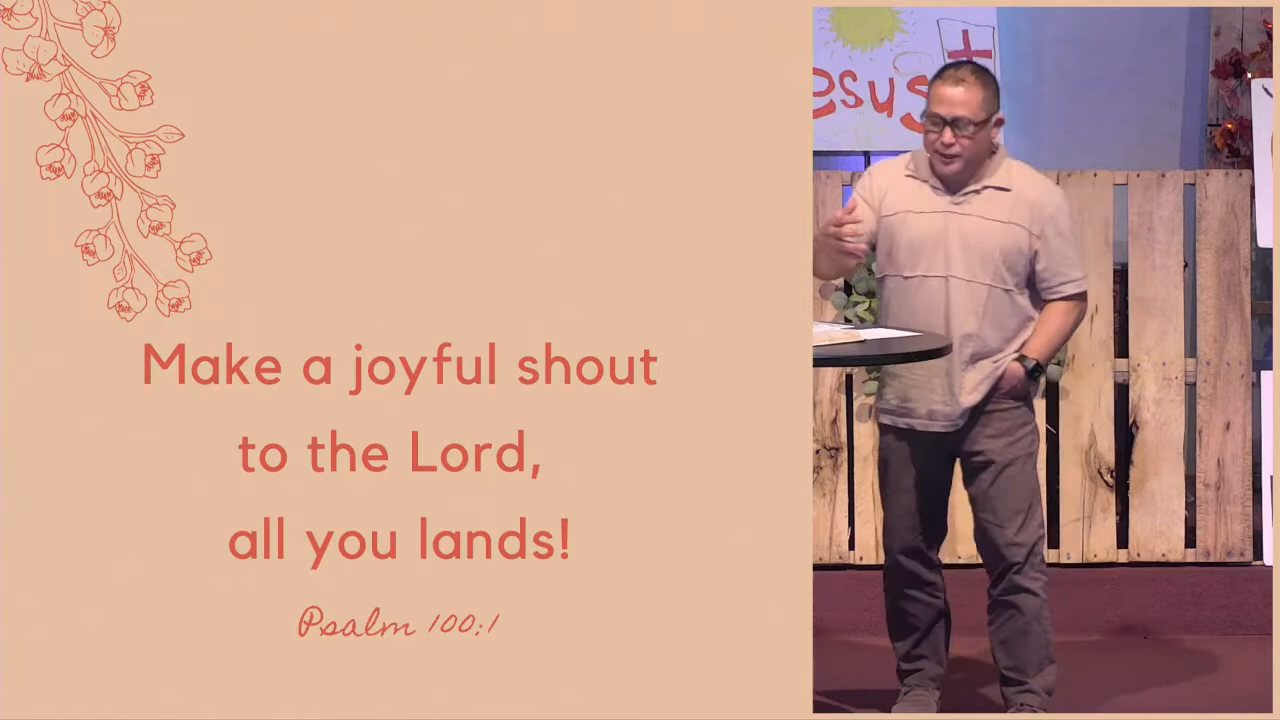 Make a joyful shout
to the Lord,
all you lands!
Psalm 100:1
esus